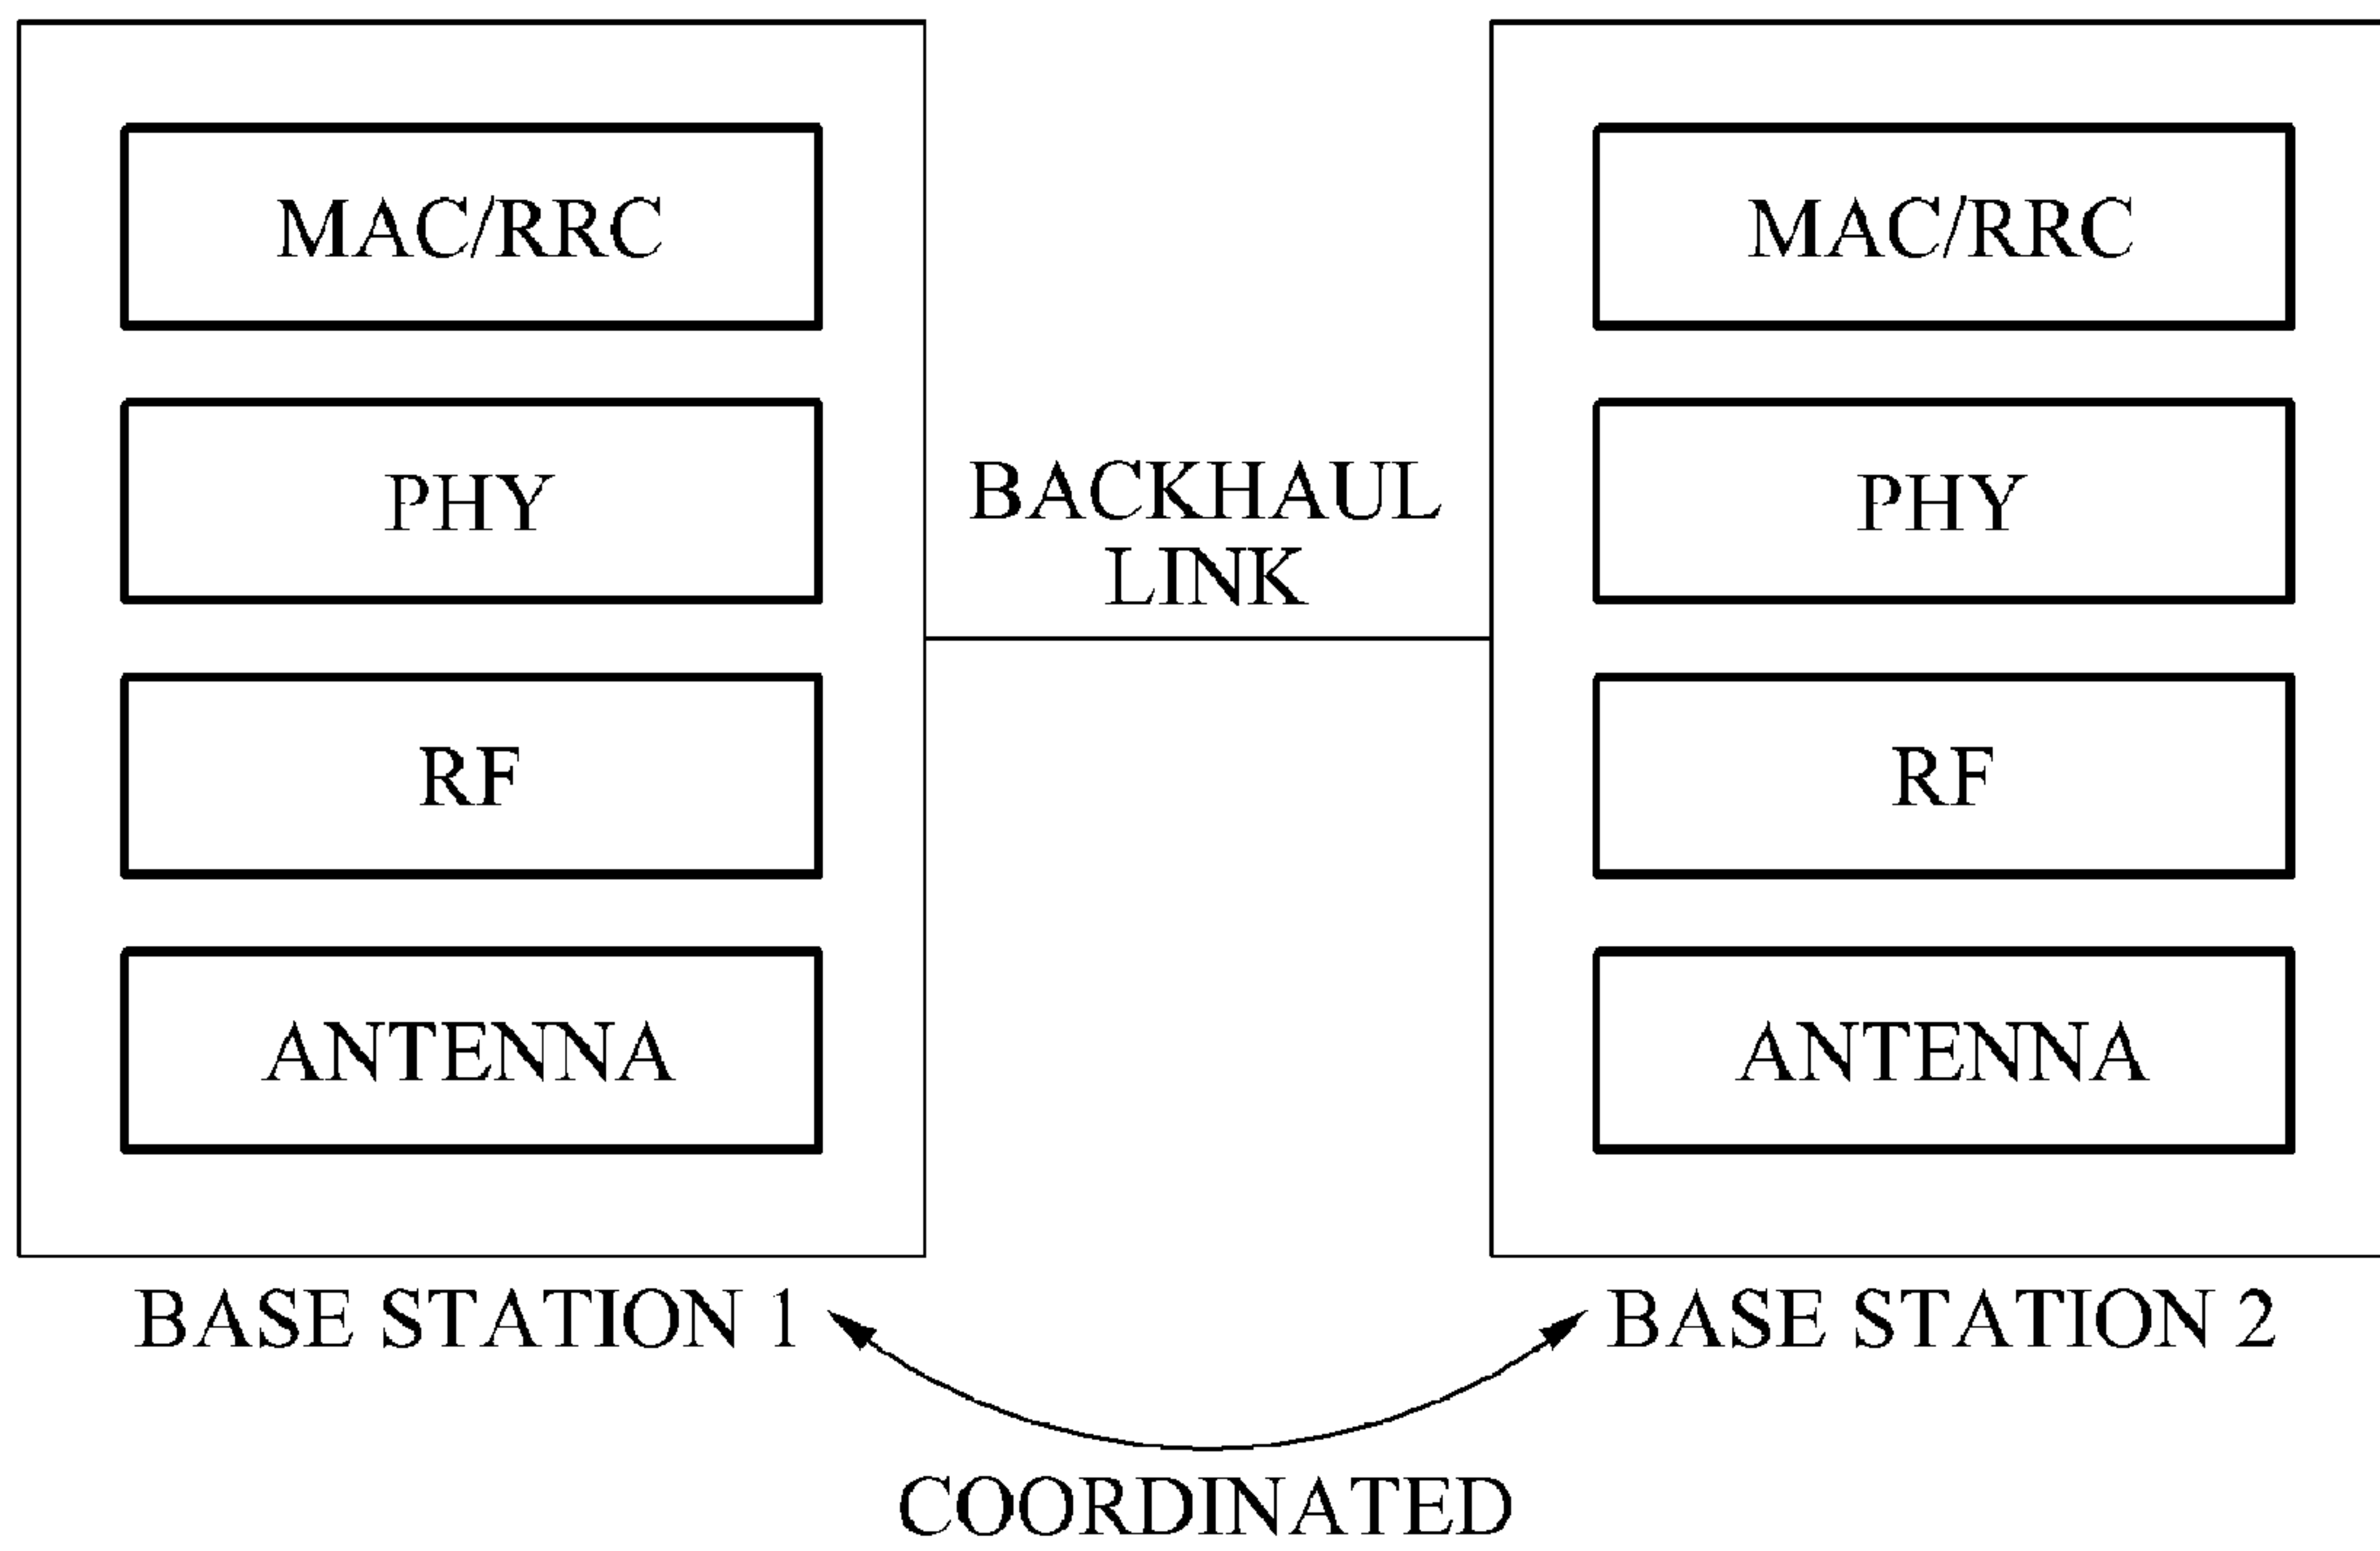 MAC/RRC
PHY
RF
ANTENNA
BASE STATION 1
BACKHAUL
LINK
MAC/RRC
PHY
RF
ANTENNA
BASE STATION 2
COORDINATED